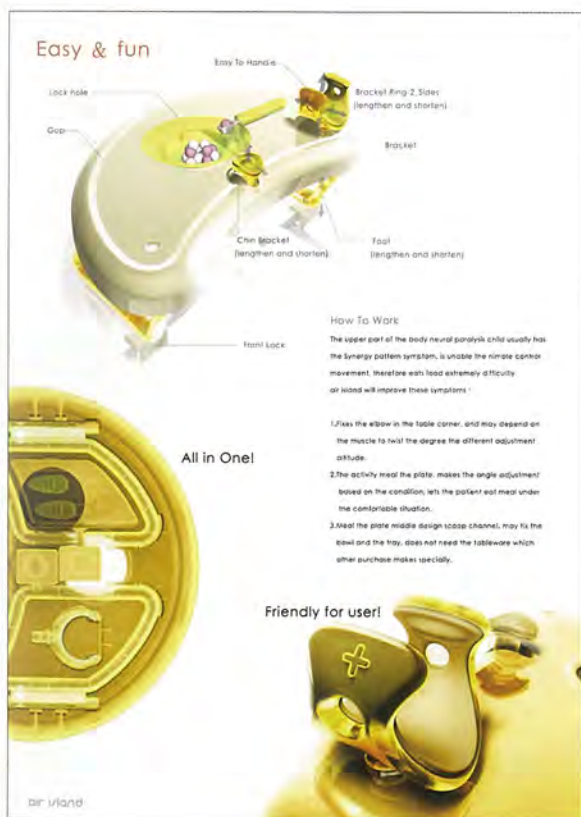 Easy & fun
Easy To Handle
Lock hole
Bracket Ring-2 Sides
(lengthen and shorten)
Gap
Bracket
Chin Bracket
(lengthen and shorten)
Foot
(lengthen and shorten)
Front Lock
How To Work
The upper part of the body neural paralysis child usually has
the Synergy pattern symptom, is unable the nimble control
movement, therefore eats food extremely difficulty
air island will improve these symptoms
1.Fixes the elbow in the table corner, and may depend on
the muscle to twist the degree the different adjustment
altitude.
2.The activity meal the plate, makes the angle adjustment
based on the condition, lets the patient eat meal under
the comfortable situation.
3.Meal the plate middle design scoop channel, may fix the
bowl and the tray, does not need the tableware which
other purchase makes specially.
All in One!
Friendly for user!
air island